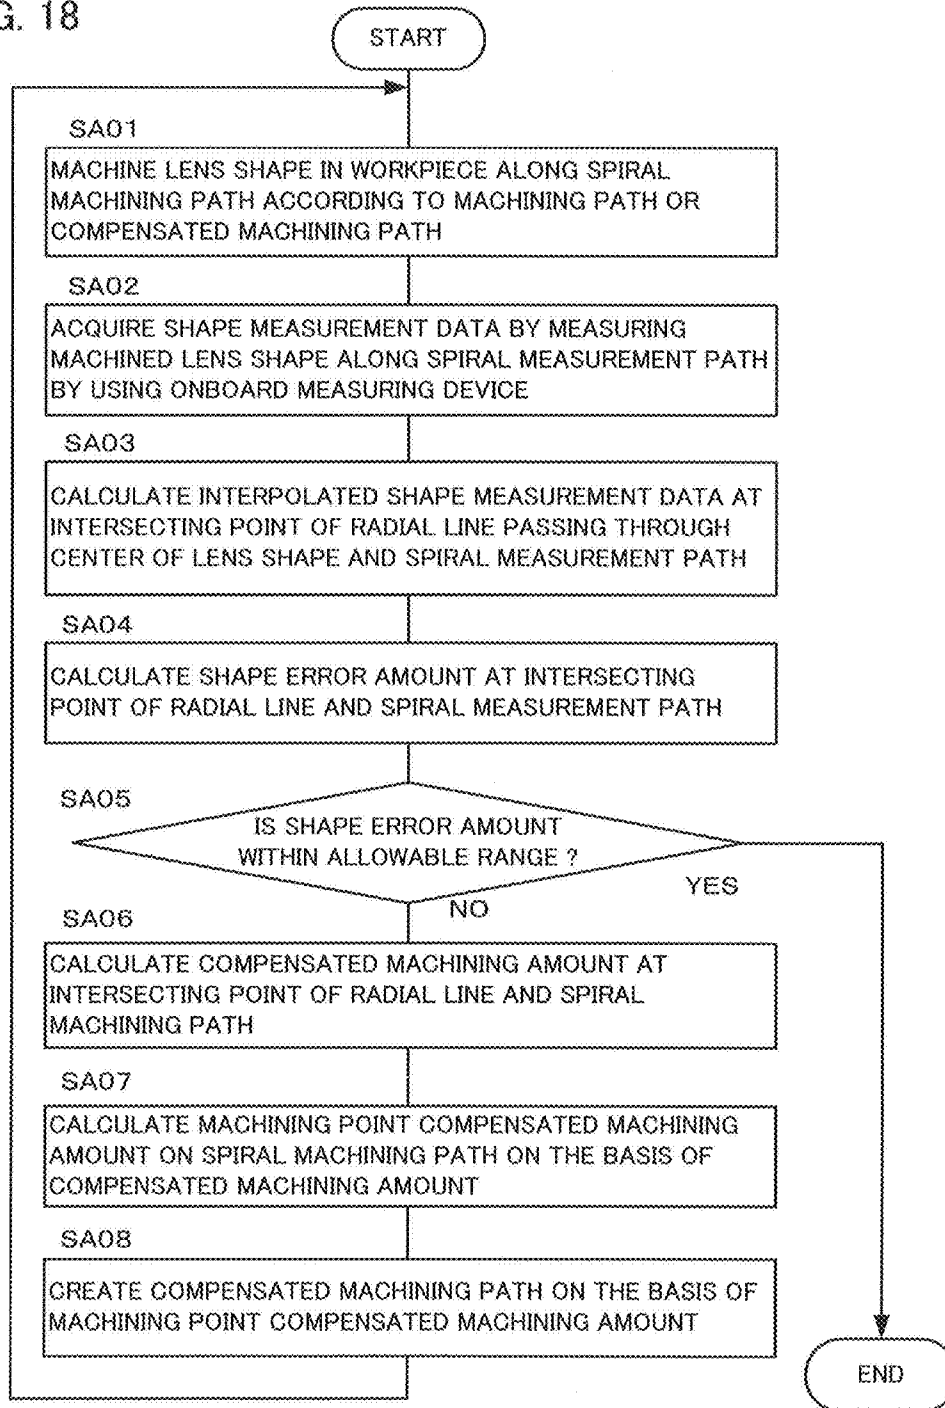 G. 18
START
SA01
MACHINE LENS SHAPE IN WORKPIECE ALONG SPIRAL
MACHINING PATH ACCORDING TO MACHINING PATH OR
COMPENSATED MACHINING PATH
SA02
ACQUIRE SHAPE MEASUREMENT DATA BY MEASURING
MACHINED LENS SHAPE ALONG SPIRAL MEASUREMENT PATH
BY USING ONBOARD MEASURING DEVICE
SA03
CALCULATE INTERPOLATED SHAPE MEASUREMENT DATA AT
INTERSECTING POINT OF RADIAL LINE PASSING THROUGH
CENTER OF LENS SHAPE AND SPIRAL MEASUREMENT PATH
SA04
CALCULATE SHAPE ERROR AMOUNT AT INTERSECTING
POINT OF RADIAL LINE AND SPIRAL MEASUREMENT PATH
SA05
IS SHAPE ERROR AMOUNT
WITHIN ALLOWABLE RANGE ?
YES
NO
SA06
CALCULATE COMPENSATED MACHINING AMOUNT AT
INTERSECTING POINT OF RADIAL LINE AND SPIRAL
MACHINING PATH
SA07
CALCULATE MACHINING POINT COMPENSATED MACHINING
AMOUNT ON SPIRAL MACHINING PATH ON THE BASIS OF
COMPENSATED MACHINING AMOUNT
SA08
CREATE COMPENSATED MACHINING PATH ON THE BASIS OF
MACHINING POINT COMPENSATED MACHINING AMOUNT
END